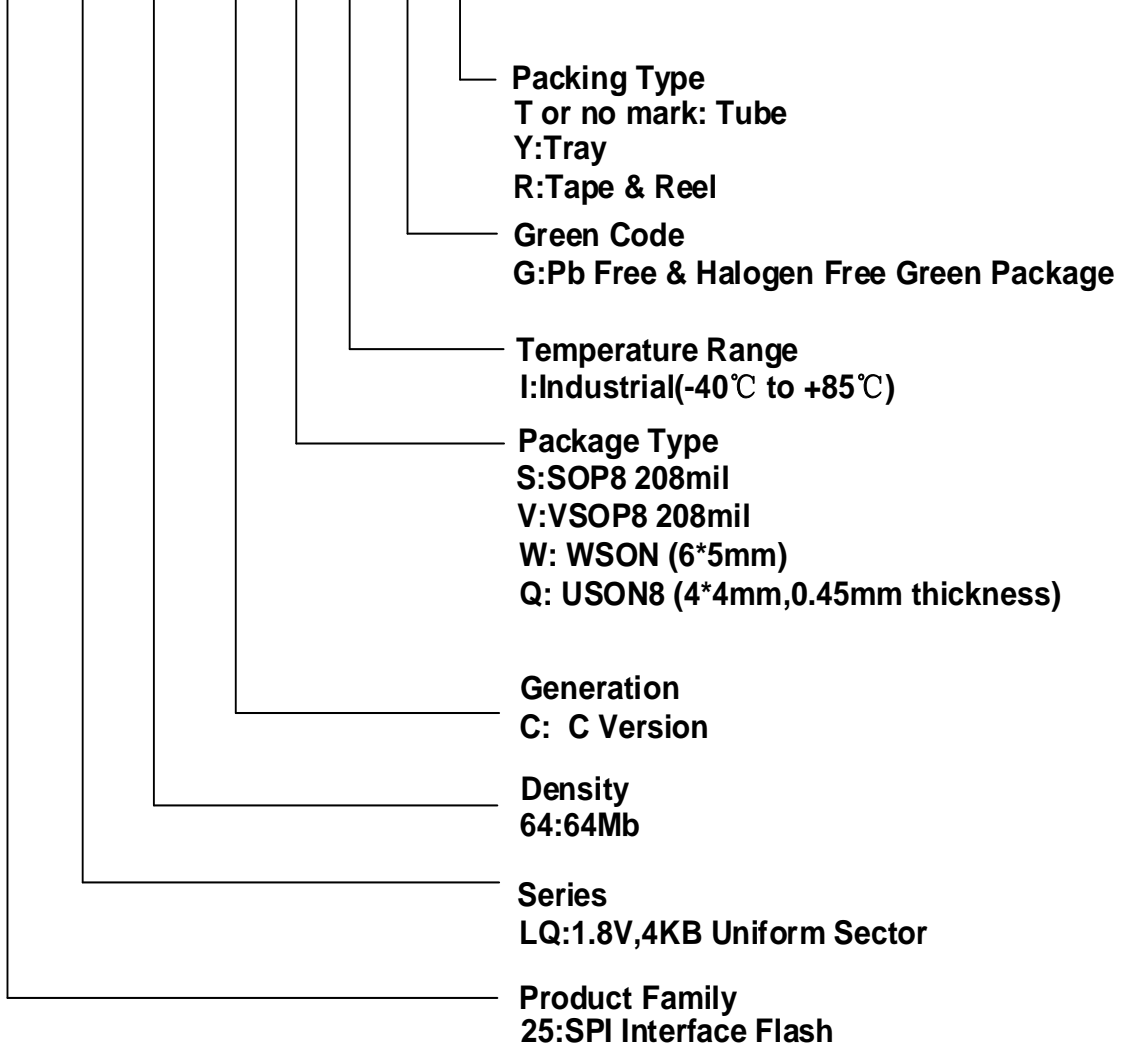 Packing Type
T or no mark: Tube
Y:Tray
R:Tape & Reel
Green Code
G:Pb Free & Halogen Free Green Package
Temperature Range
I:Industrial(-40℃ to +85℃)
Package Type
S:SOP8 208mil
V:VSOP8 208mil
W: WSON (6*5mm)
Q: USON8 (4*4mm,0.45mm thickness)
Generation
C: C Version
Density
64:64Mb
Series
LQ:1.8V,4KB Uniform Sector
Product Family
25:SPI Interface Flash